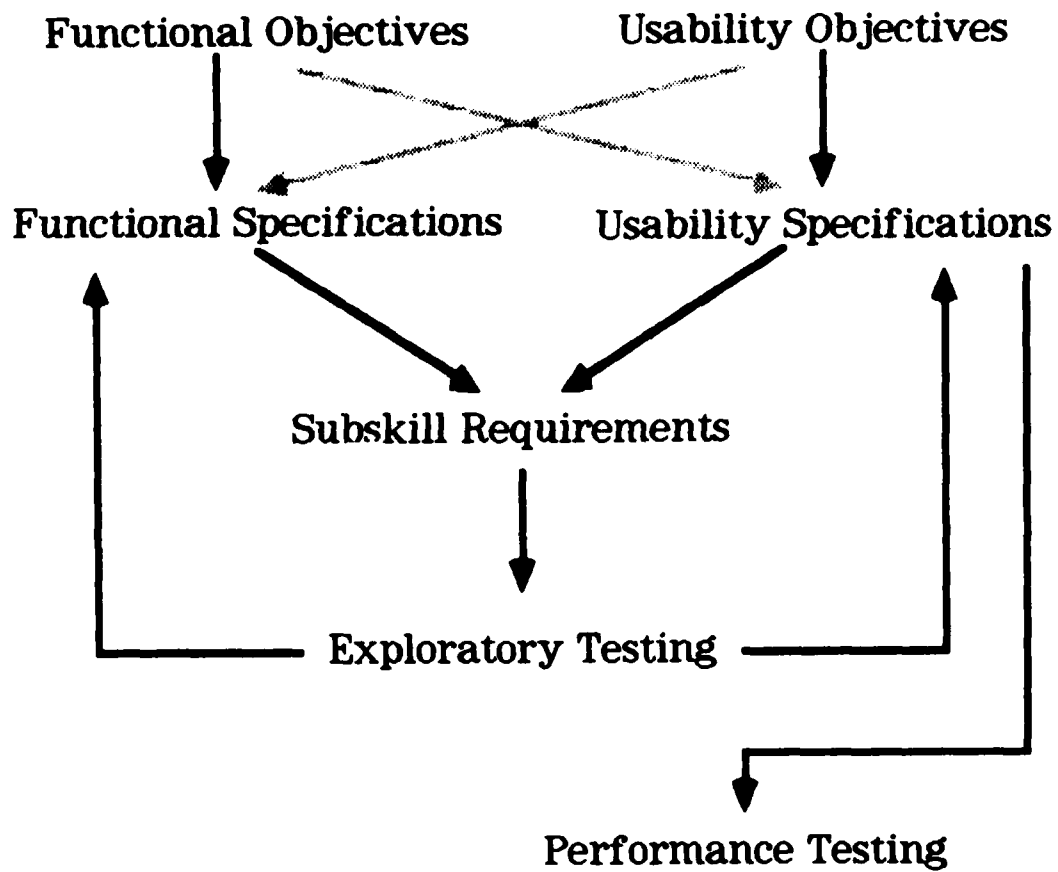 Functional Objectives
Usability Objectives
Functional Specifications
Usability Specifications
Subskill Requirements
Exploratory Testing
Performance Testing